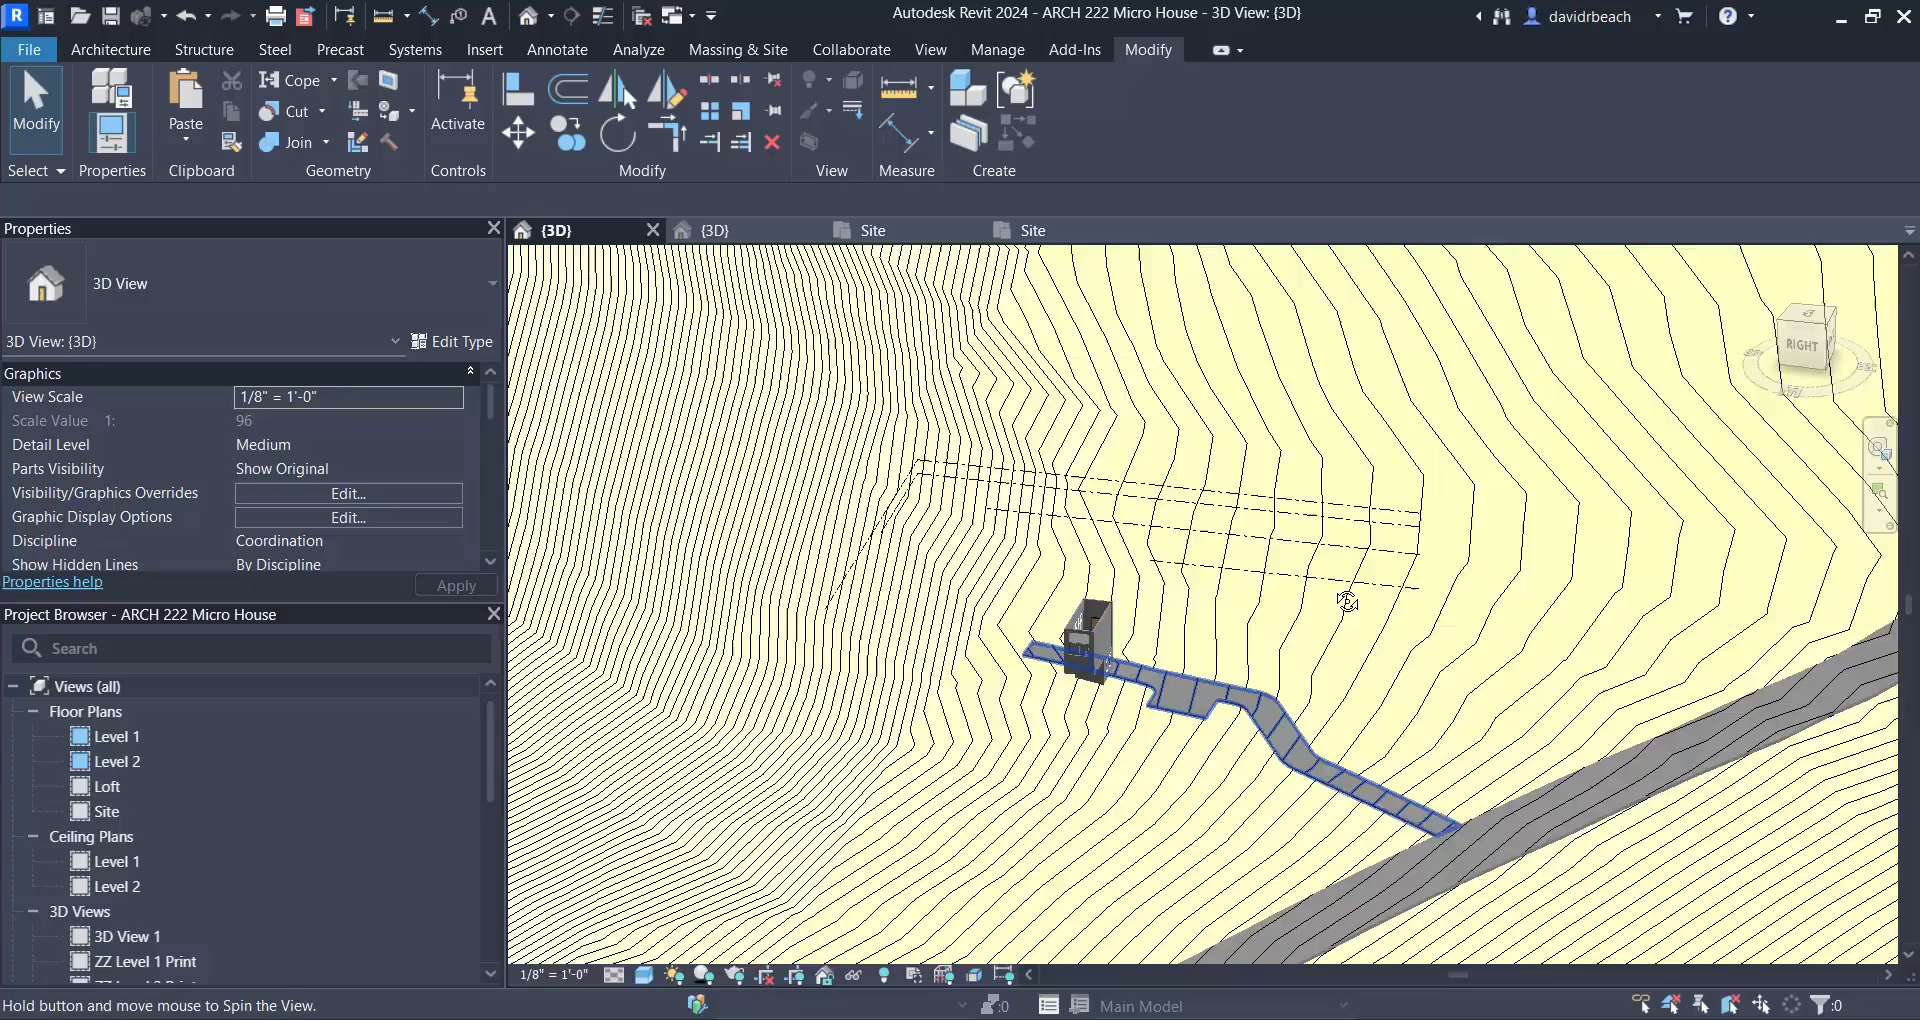 Autodesk Revit 2024 - ARCH 222 Micro House - 3D View: {3D}
davidrbeach
File Architecture Structure Steel Precast Systems Insert Annotate Analyze Massing & Site Collaborate View Manage Add-Ins Modify
Modify
Paste
Cope
Cut
Join
Activate
Select Properties Clipboard Geometry Controls Modify View Measure Create
Properties
{3D} {3D} Site Site
3D View
3D View: {3D} Edit Type
Graphics
View Scale 1/8" = 1'-0"
Scale Value 1: 96
Detail Level Medium
Parts Visibility Show Original
Visibility/Graphics Overrides Edit...
Graphic Display Options Edit...
Discipline Coordination
Show Hidden Lines By Discipline
Properties help Apply
RIGHT
Project Browser - ARCH 222 Micro House
Search
Views (all)
Floor Plans
Level 1
Level 2
Loft
Site
Ceiling Plans
Level 1
Level 2
3D Views
3D View 1
ZZ Level 1 Print
1/8" = 1'-0"
Hold button and move mouse to Spin the View.
:0
Main Model
:0